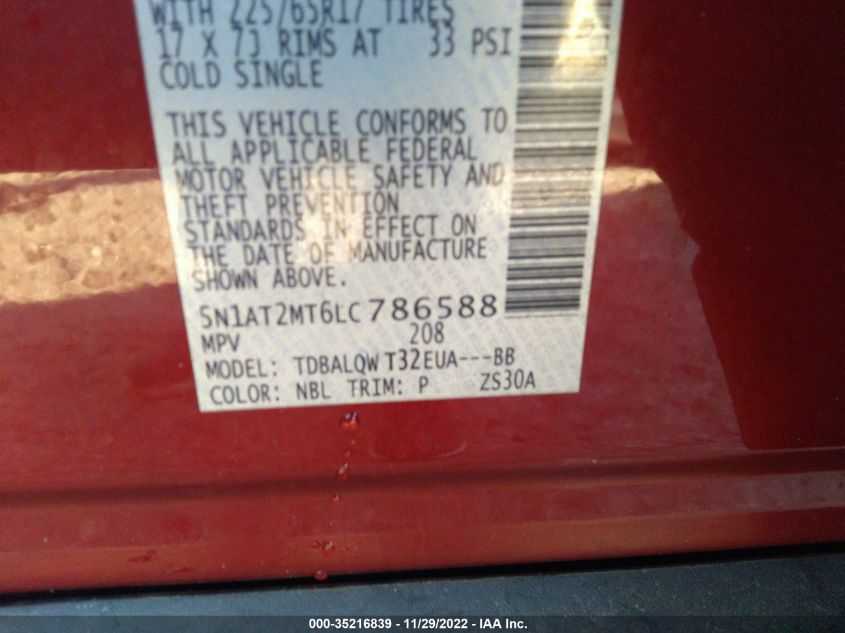 WITH 225/65R17 TIRES
17 X 7J RIMS AT 33 PSI
COLD SINGLE
THIS VEHICLE CONFORMS TO
ALL APPLICABLE FEDERAL
MOTOR VEHICLE SAFETY AND
THEFT PREVENTION
STANDARDS IN EFFECT ON
THE DATE OF MANUFACTURE
SHOWN ABOVE.
5N1AT2MT6LC786588
MPV 208
MODEL: TDBALQW T32EUA---BB
COLOR: NBL TRIM: P ZS30A
000-35216839 - 11/29/2022 - IAA Inc.